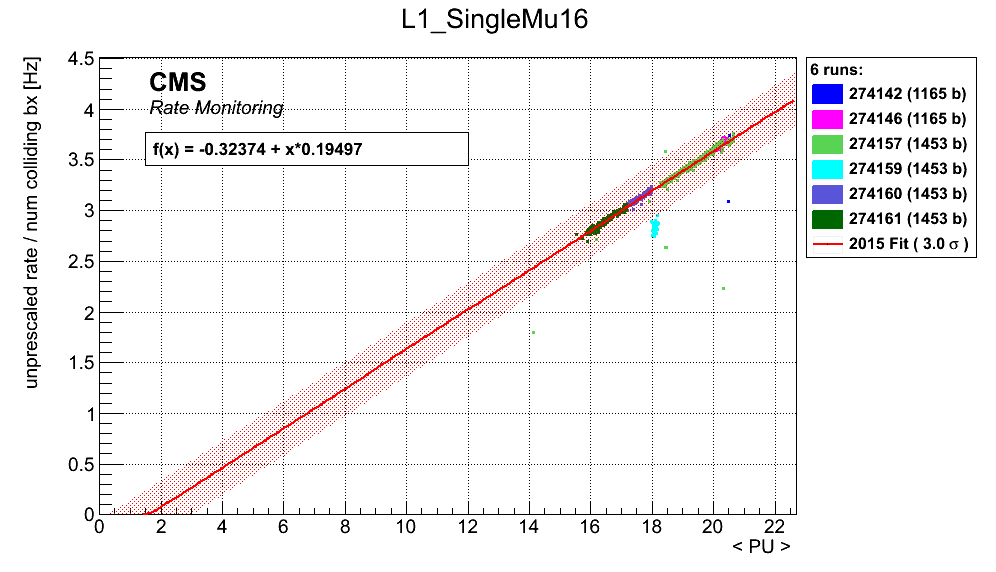 L1_SingleMu16
unprescaled rate / num colliding bx [Hz]
4.5
4
3.5
3
2.5
2
1.5
1
0.5
0
CMS
Rate Monitoring
f(x) = -0.32374 + x*0.19497
0 2 4 6 8 10 12 14 16 18 20 22
< PU >
6 runs:
274142 (1165 b)
274146 (1165 b)
274157 (1453 b)
274159 (1453 b)
274160 (1453 b)
274161 (1453 b)
2015 Fit ( 3.0 σ )